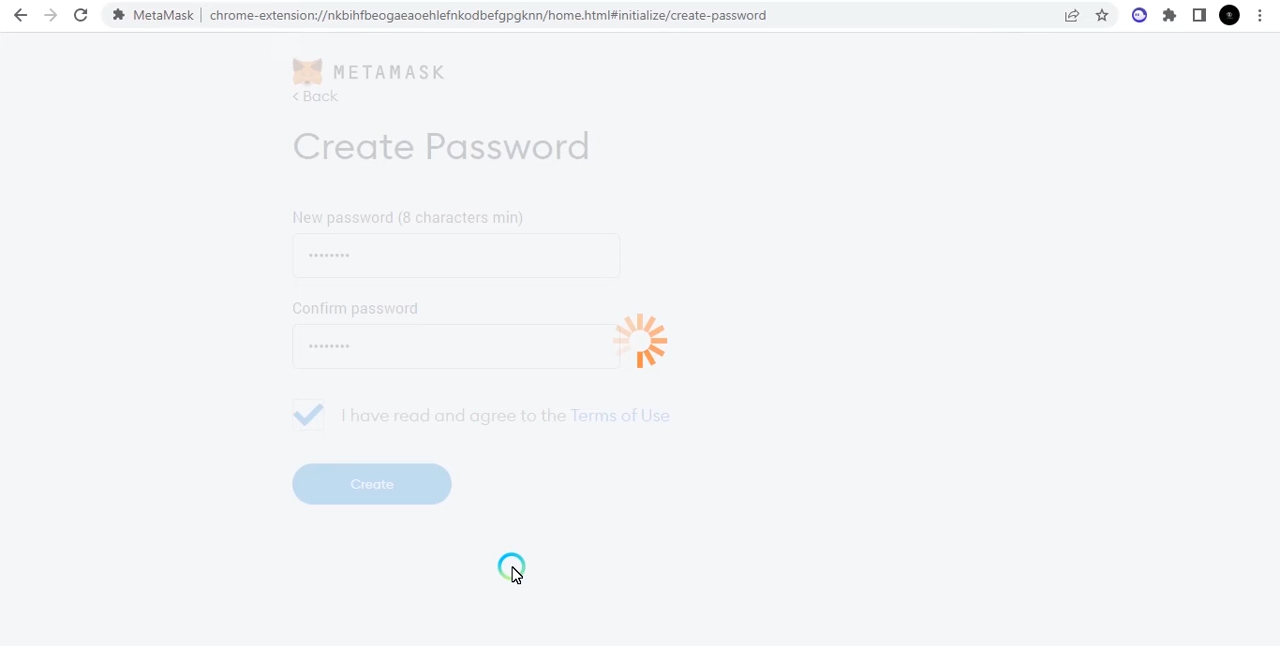 MetaMask | chrome-extension://nkbihfbeogaeaoehlefnkodbefgpgknn/home.html#initialize/create-password
METAMASK
< Back
Create Password
New password (8 characters min)
••••••••
Confirm password
••••••••
I have read and agree to the Terms of Use
Create